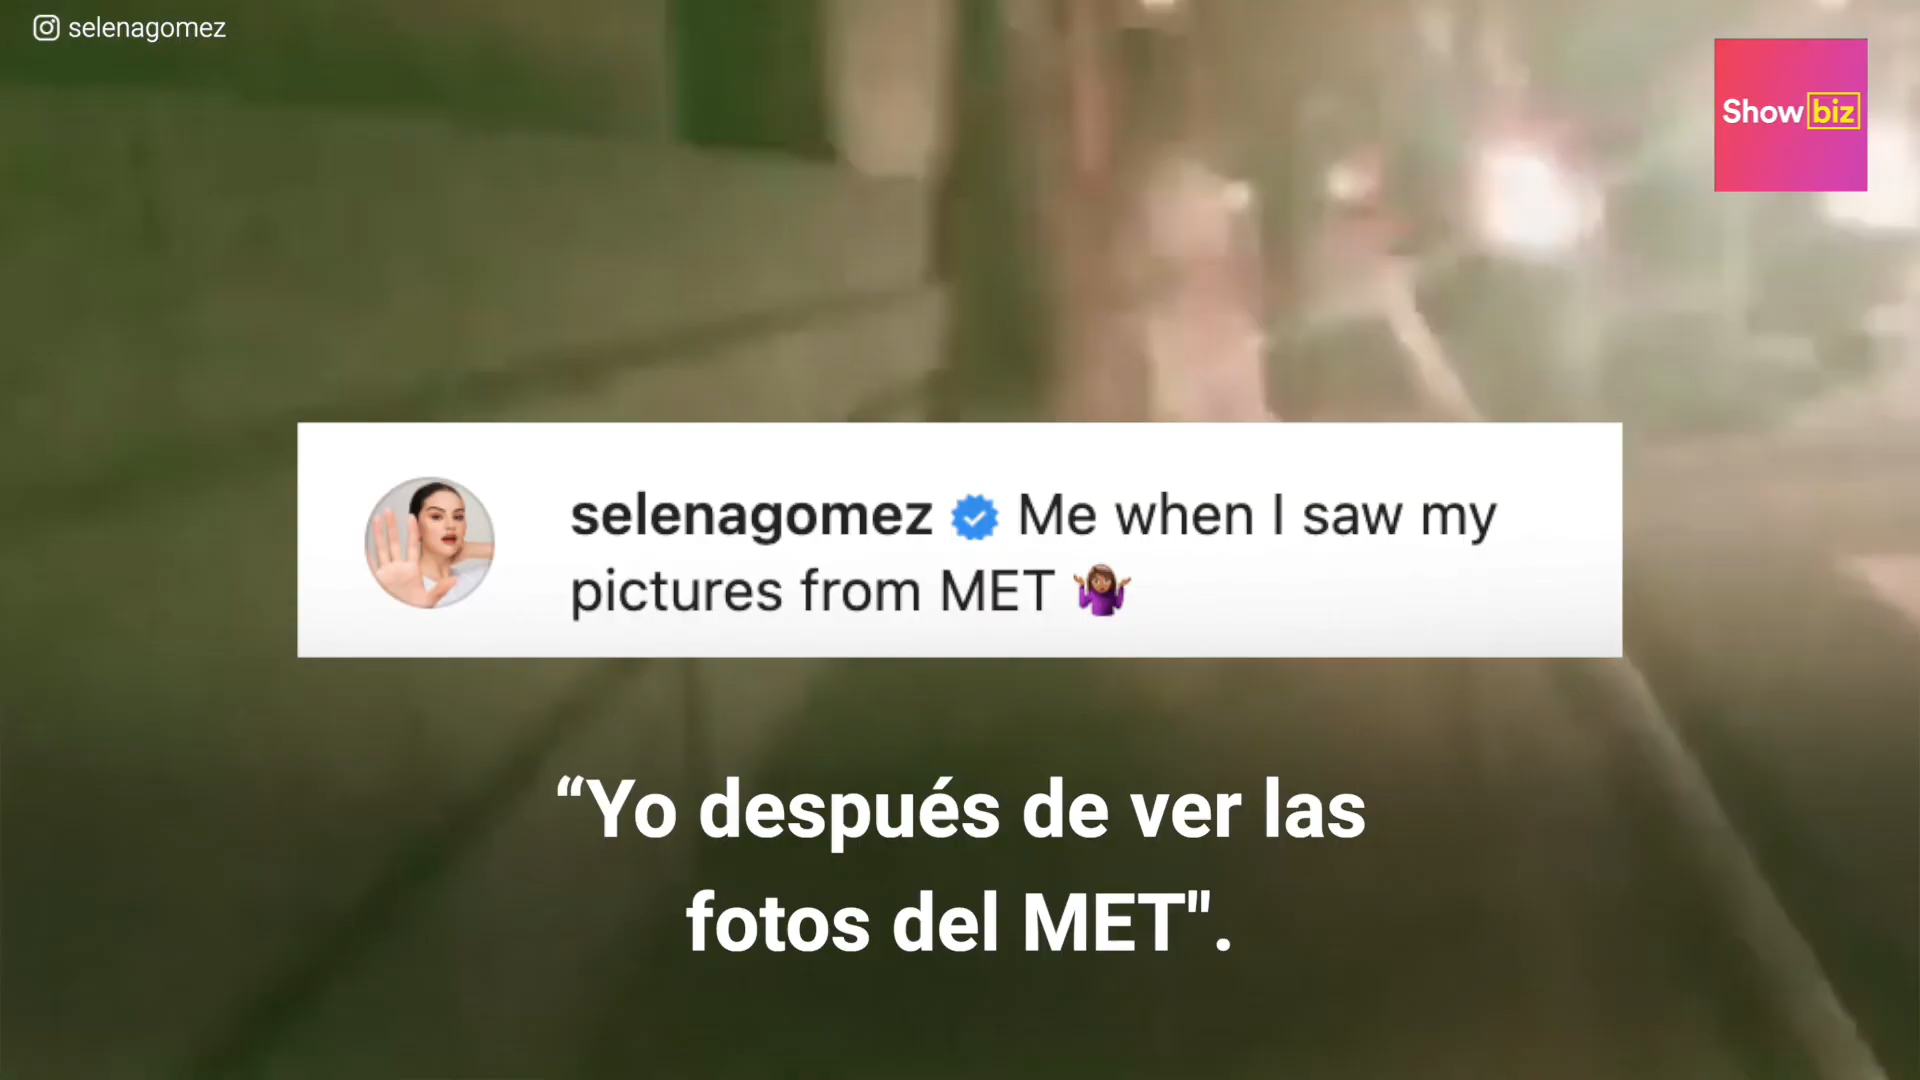 selenagomez
Show biz
selenagomez Me when I saw my
pictures from MET 🤷🏾‍♀️
“Yo después de ver las
fotos del MET".